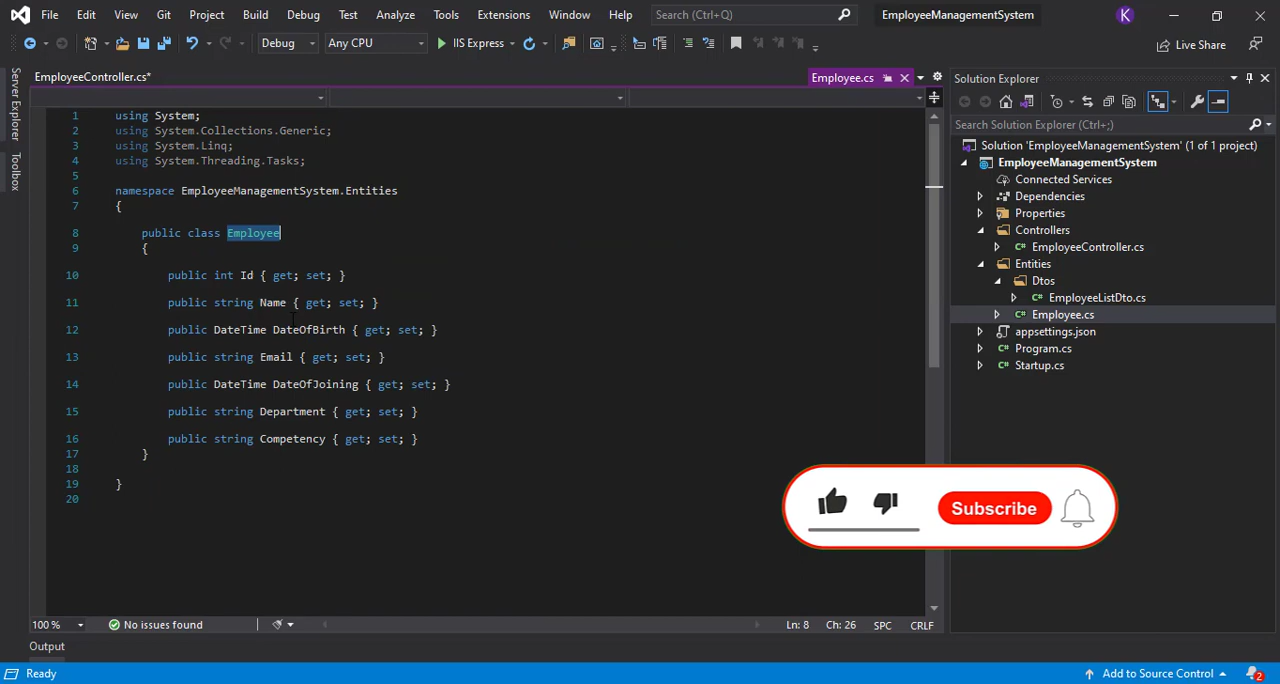 File Edit View Git Project Build Debug Test Analyze Tools Extensions Window Help Search (Ctrl+Q) EmployeeManagementSystem K
Debug Any CPU IIS Express Live Share
Server Explorer
Toolbox
EmployeeController.cs* Employee.cs
1 using System;
2 using System.Collections.Generic;
3 using System.Linq;
4 using System.Threading.Tasks;
5
6 namespace EmployeeManagementSystem.Entities
7 {
8 public class Employee
9 {
10 public int Id { get; set; }
11 public string Name { get; set; }
12 public DateTime DateOfBirth { get; set; }
13 public string Email { get; set; }
14 public DateTime DateOfJoining { get; set; }
15 public string Department { get; set; }
16 public string Competency { get; set; }
17 }
18
19 }
20
Solution Explorer
Search Solution Explorer (Ctrl+;)
Solution 'EmployeeManagementSystem' (1 of 1 project)
EmployeeManagementSystem
Connected Services
Dependencies
Properties
Controllers
C# EmployeeController.cs
Entities
Dtos
C# EmployeeListDto.cs
C# Employee.cs
appsettings.json
C# Program.cs
C# Startup.cs
Subscribe
100 % No issues found Ln: 8 Ch: 26 SPC CRLF
Output
Ready Add to Source Control 2